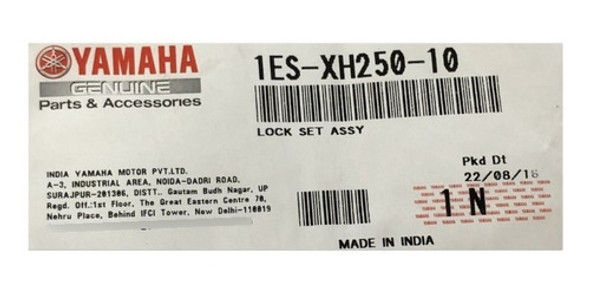 YAMAHA
GENUINE
Parts & Accessories
1ES-XH250-10
LOCK SET ASSY
INDIA YAMAHA MOTOR PVT.LTD.
A-3, INDUSTRIAL AREA, NOIDA-DADRI ROAD,
SURAJPUR-201306, DISTT.. Gautam Budh Nagar, UP
Regd. Off.:1st Floor, The Great Eastern Centre 70,
Nehru Place, Behind IFCI Tower, New Delhi-110019
Pkd Dt
22/08/16
1 N
MADE IN INDIA